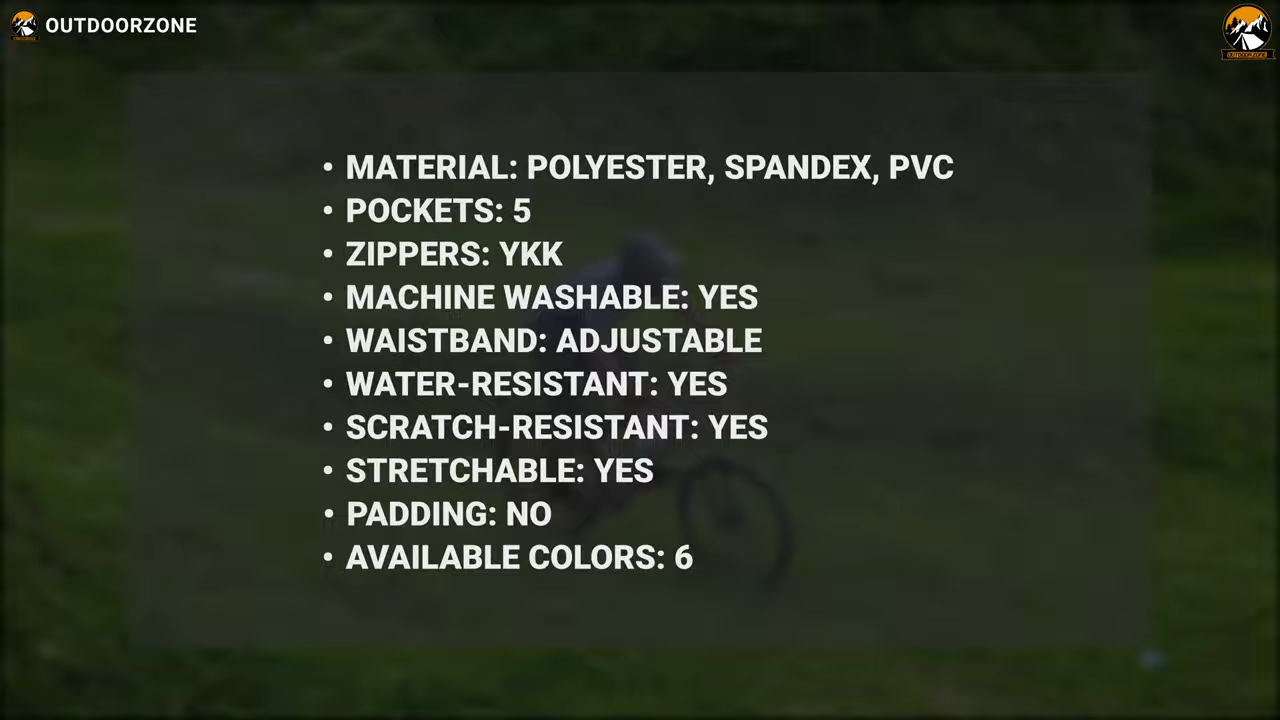 OUTDOORZONE
OUTDOORZONE
• MATERIAL: POLYESTER, SPANDEX, PVC
• POCKETS: 5
• ZIPPERS: YKK
• MACHINE WASHABLE: YES
• WAISTBAND: ADJUSTABLE
• WATER-RESISTANT: YES
• SCRATCH-RESISTANT: YES
• STRETCHABLE: YES
• PADDING: NO
• AVAILABLE COLORS: 6